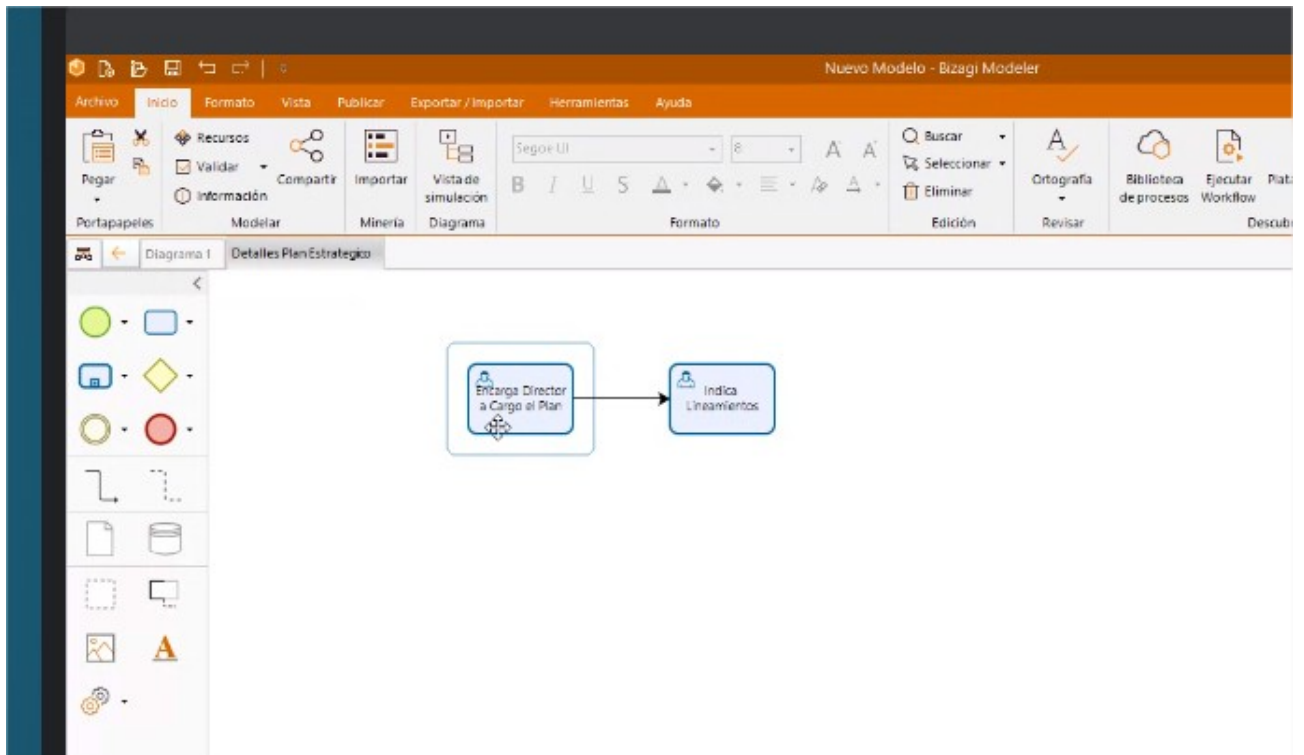 Nuevo Modelo - Bizagi Modeler
Archivo Inicio Formato Vista Publicar Exportar / Importar Herramientas Ayuda
Pegar
Portapapeles
Recursos
Validar
Información
Compartir
Modelar
Importar
Minería
Vista de
simulación
Diagrama
Segoe UI 8
B I U S
Formato
Buscar
Seleccionar
Eliminar
Edición
Ortografía
Revisar
Biblioteca
de procesos
Ejecutar
Workflow
Diagrama 1 Detalles Plan Estrategico
Encarga Director
a Cargo el Plan
Indica
Lineamientos